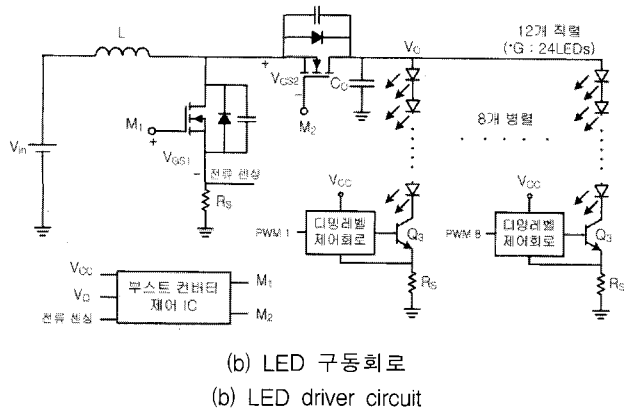 L
V_O
12개 직렬
(*G : 24LEDs)
V_GS2
C_O
M_1
M_2
8개 병렬
V_in
V_GS1
전류 센싱
R_S
V_CC
V_CC
PWM 1
디밍레벨
제어회로
Q_3
PWM 8
디밍레벨
제어회로
Q_3
R_S
R_S
V_CC
V_O
전류 센싱
부스트 컨버터
제어 IC
M_1
M_2
(b) LED 구동회로
(b) LED driver circuit